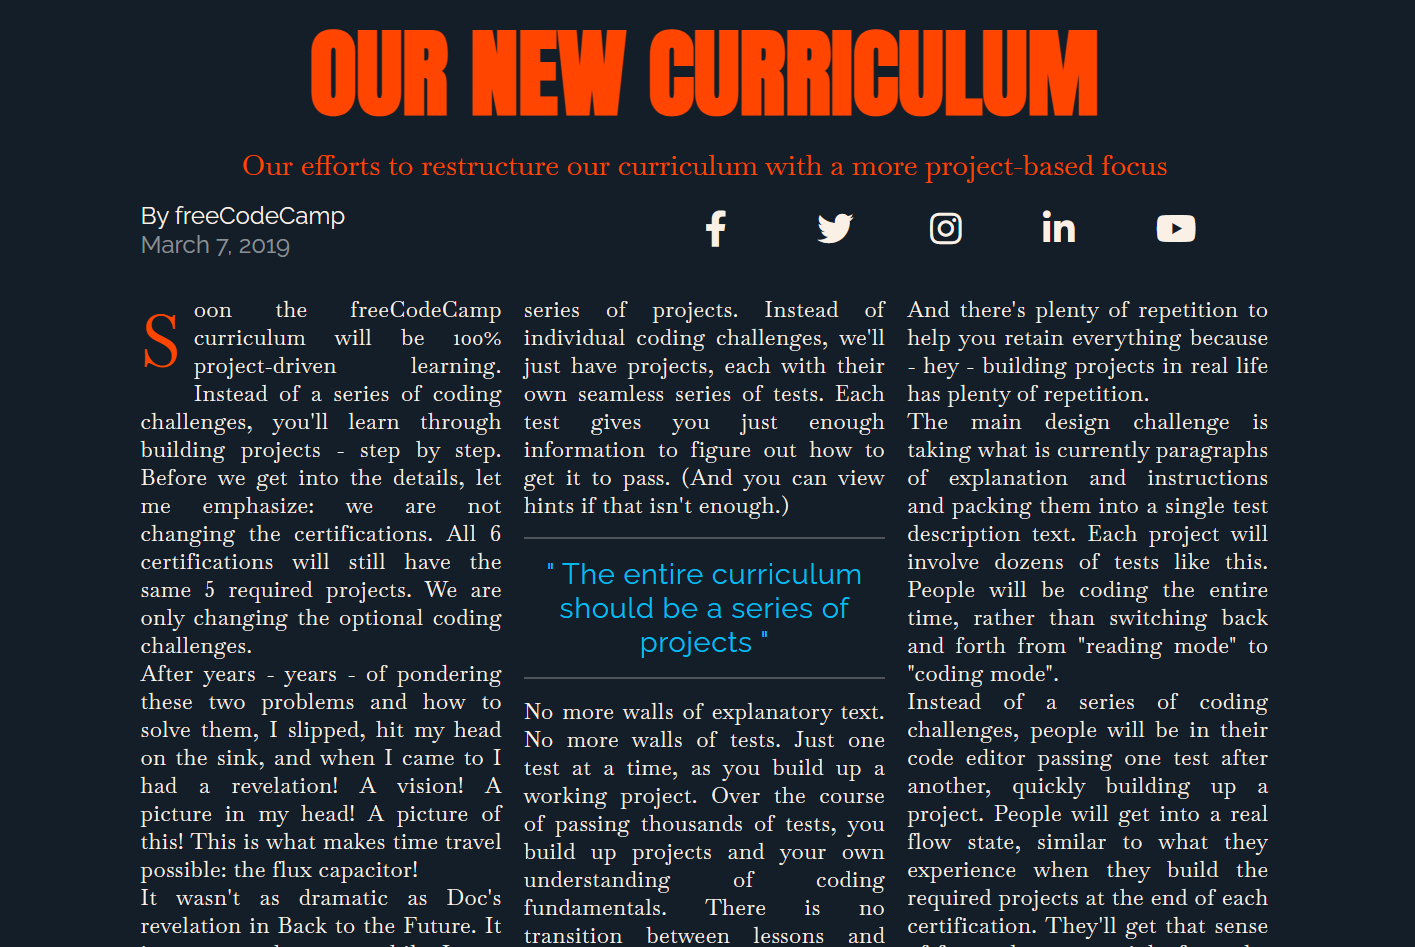 OUR NEW CURRICULUM
Our efforts to restructure our curriculum with a more project-based focus
By freeCodeCamp
March 7, 2019
Soon the freeCodeCamp
curriculum will be 100%
project-driven learning.
Instead of a series of coding
challenges, you'll learn through
building projects - step by step.
Before we get into the details, let
me emphasize: we are not
changing the certifications. All 6
certifications will still have the
same 5 required projects. We are
only changing the optional coding
challenges.
After years - years - of pondering
these two problems and how to
solve them, I slipped, hit my head
on the sink, and when I came to I
had a revelation! A vision! A
picture in my head! A picture of
this! This is what makes time travel
possible: the flux capacitor!
It wasn't as dramatic as Doc's
revelation in Back to the Future. It
series of projects. Instead of
individual coding challenges, we'll
just have projects, each with their
own seamless series of tests. Each
test gives you just enough
information to figure out how to
get it to pass. (And you can view
hints if that isn't enough.)
" The entire curriculum
should be a series of
projects "
No more walls of explanatory text.
No more walls of tests. Just one
test at a time, as you build up a
working project. Over the course
of passing thousands of tests, you
build up projects and your own
understanding of coding
fundamentals. There is no
transition between lessons and
And there's plenty of repetition to
help you retain everything because
- hey - building projects in real life
has plenty of repetition.
The main design challenge is
taking what is currently paragraphs
of explanation and instructions
and packing them into a single test
description text. Each project will
involve dozens of tests like this.
People will be coding the entire
time, rather than switching back
and forth from "reading mode" to
"coding mode".
Instead of a series of coding
challenges, people will be in their
code editor passing one test after
another, quickly building up a
project. People will get into a real
flow state, similar to what they
experience when they build the
required projects at the end of each
certification. They'll get that sense